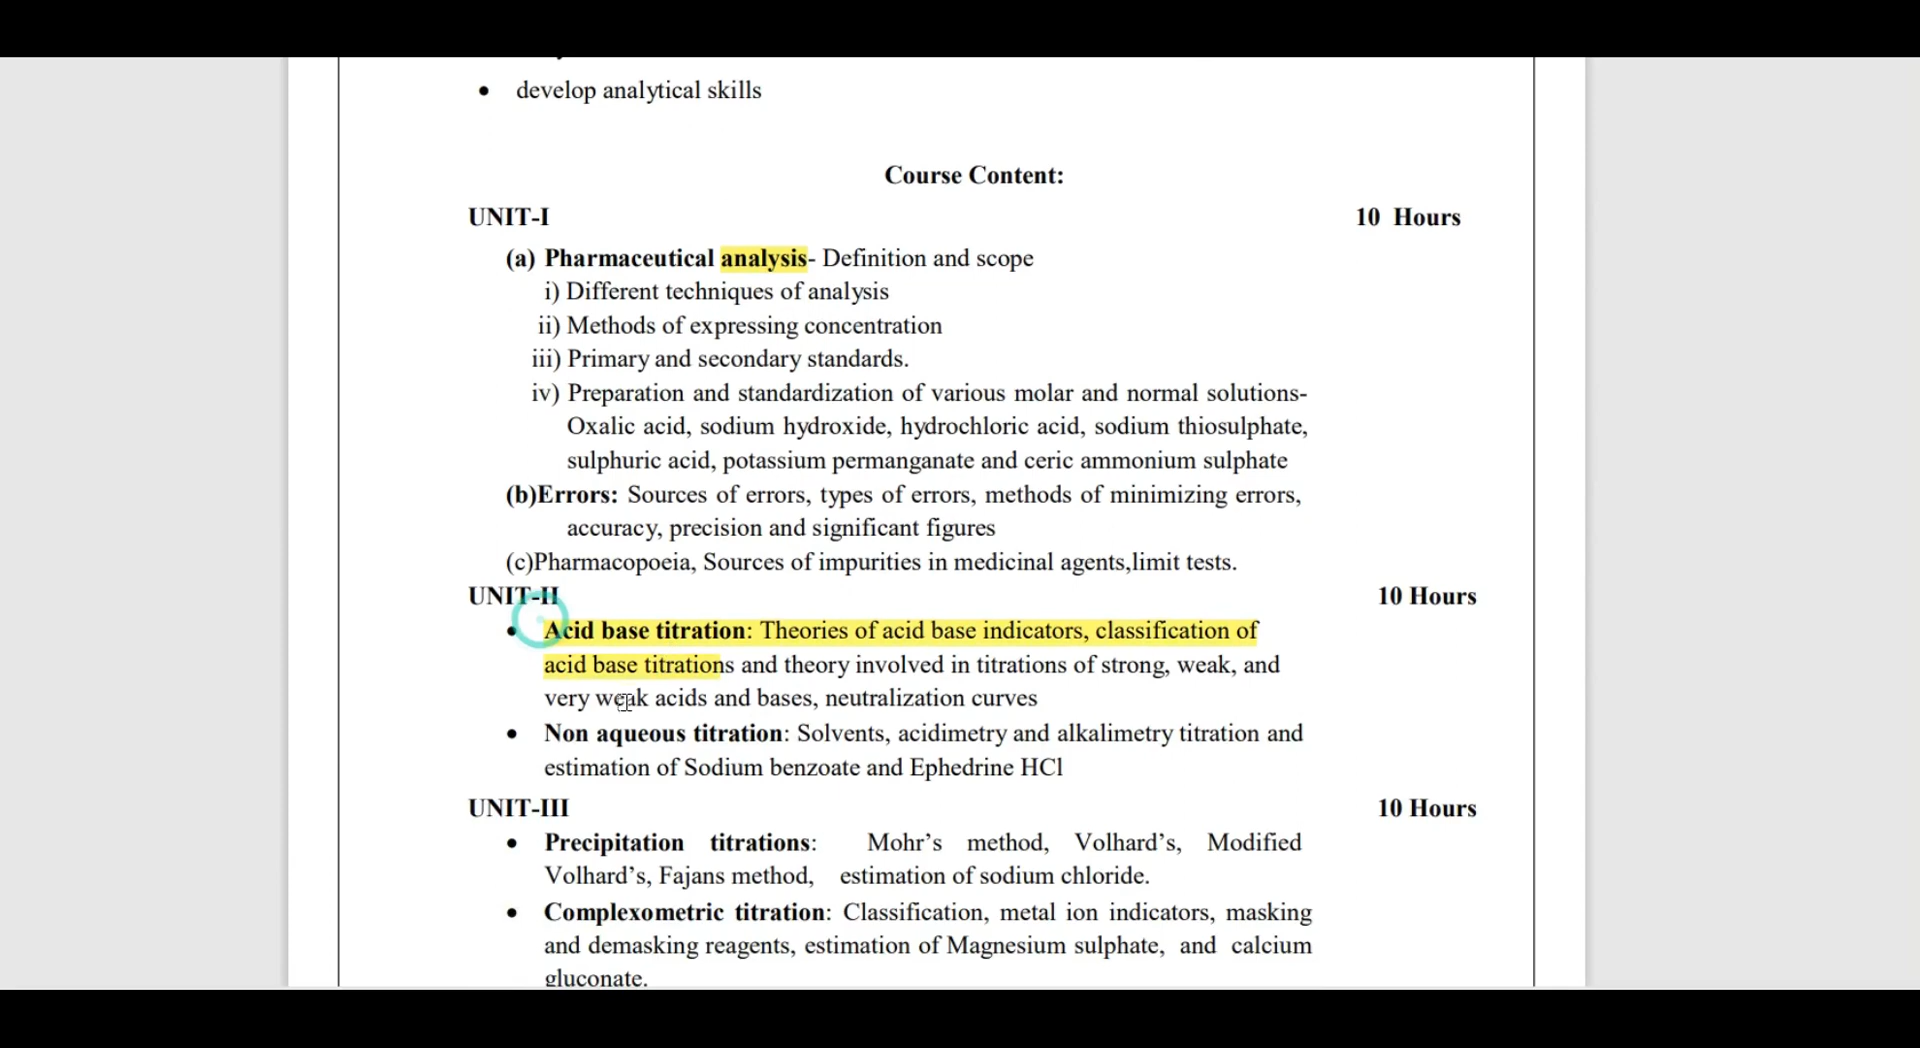 • develop analytical skills
Course Content:
UNIT-I 10 Hours
(a) Pharmaceutical analysis- Definition and scope
i) Different techniques of analysis
ii) Methods of expressing concentration
iii) Primary and secondary standards.
iv) Preparation and standardization of various molar and normal solutions-
Oxalic acid, sodium hydroxide, hydrochloric acid, sodium thiosulphate,
sulphuric acid, potassium permanganate and ceric ammonium sulphate
(b)Errors: Sources of errors, types of errors, methods of minimizing errors,
accuracy, precision and significant figures
(c)Pharmacopoeia, Sources of impurities in medicinal agents,limit tests.
UNIT-II 10 Hours
• Acid base titration: Theories of acid base indicators, classification of
acid base titrations and theory involved in titrations of strong, weak, and
very weak acids and bases, neutralization curves
• Non aqueous titration: Solvents, acidimetry and alkalimetry titration and
estimation of Sodium benzoate and Ephedrine HCl
UNIT-III 10 Hours
• Precipitation titrations: Mohr’s method, Volhard’s, Modified
Volhard’s, Fajans method, estimation of sodium chloride.
• Complexometric titration: Classification, metal ion indicators, masking
and demasking reagents, estimation of Magnesium sulphate, and calcium
gluconate.